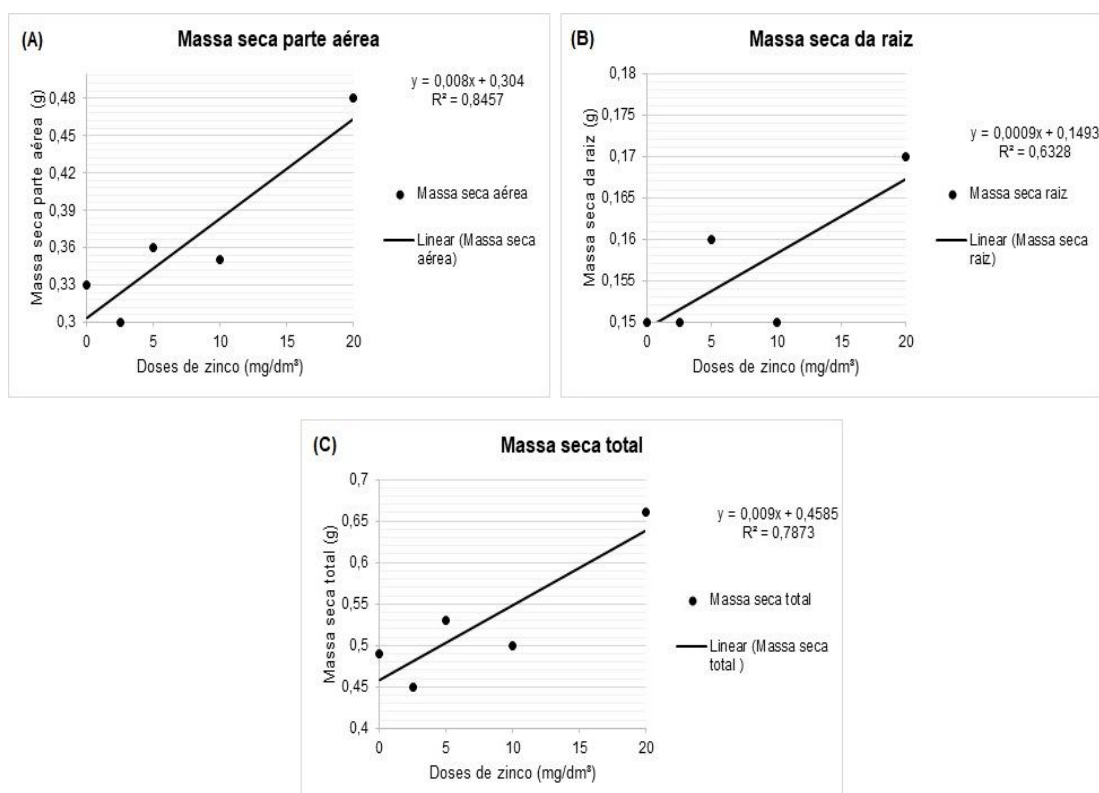 (A)
Massa seca parte aérea
y = 0,008x + 0,304
R² = 0,8457
Massa seca parte aérea (g)
0,48
0,45
0,42
0,39
0,36
0,33
0,3
0
5
10
15
20
Doses de zinco (mg/dm³)
Massa seca aérea
Linear (Massa seca
aérea)
(B)
Massa seca da raiz
y = 0,0009x + 0,1493
R² = 0,6328
Massa seca da raiz (g)
0,18
0,175
0,17
0,165
0,16
0,155
0,15
0
5
10
15
20
Doses de zinco (mg/dm³)
Massa seca raiz
Linear (Massa seca
raiz)
(C)
Massa seca total
y = 0,009x + 0,4585
R² = 0,7873
Massa seca total (g)
0,7
0,65
0,6
0,55
0,5
0,45
0,4
0
5
10
15
20
Doses de zinco (mg/dm³)
Massa seca total
Linear (Massa seca
total )